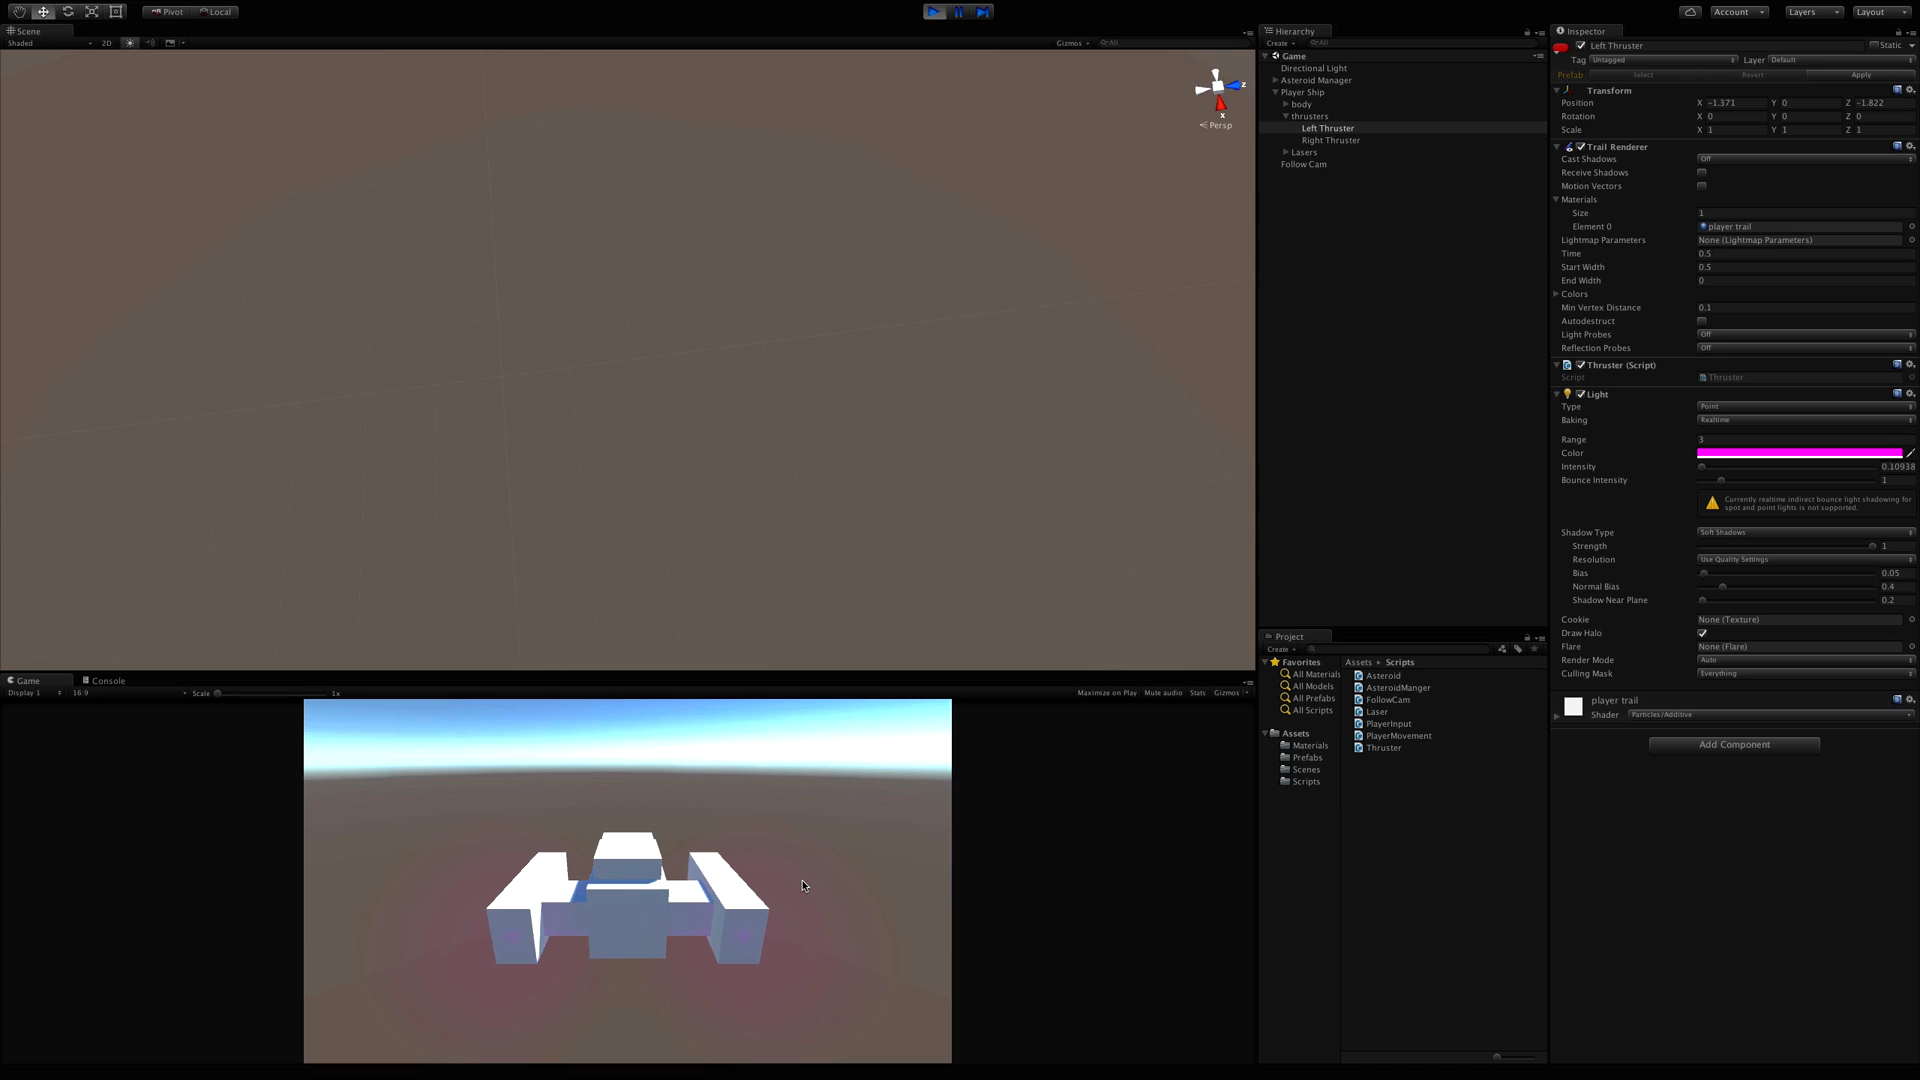 Pivot Local
Account Layers Layout
Scene
Shaded 2D Gizmos All
z
x
Persp
Game Console
Display 1 16:9 Scale 1x Maximize on Play Mute audio Stats Gizmos
Hierarchy
Create All
Game
Directional Light
Asteroid Manager
Player Ship
body
thrusters
Left Thruster
Right Thruster
Lasers
Follow Cam
Project
Create
Favorites
All Materials
All Models
All Prefabs
All Scripts
Assets
Materials
Prefabs
Scenes
Scripts
Assets Scripts
Asteroid
AsteroidManger
FollowCam
Laser
PlayerInput
PlayerMovement
Thruster
Inspector
Left Thruster Static
Tag Untagged Layer Default
Prefab Select Revert Apply
Transform
Position X -1.371 Y 0 Z -1.822
Rotation X 0 Y 0 Z 0
Scale X 1 Y 1 Z 1
Trail Renderer
Cast Shadows Off
Receive Shadows
Motion Vectors
Materials
Size 1
Element 0 player trail
Lightmap Parameters None (Lightmap Parameters)
Time 0.5
Start Width 0.5
End Width 0
Colors
Min Vertex Distance 0.1
Autodestruct
Light Probes Off
Reflection Probes Off
Thruster (Script)
Script Thruster
Light
Type Point
Baking Realtime
Range 3
Color
Intensity 0.10938
Bounce Intensity 1
Currently realtime indirect bounce light shadowing for
spot and point lights is not supported.
Shadow Type Soft Shadows
Strength 1
Resolution Use Quality Settings
Bias 0.05
Normal Bias 0.4
Shadow Near Plane 0.2
Cookie None (Texture)
Draw Halo
Flare None (Flare)
Render Mode Auto
Culling Mask Everything
player trail
Shader Particles/Additive
Add Component